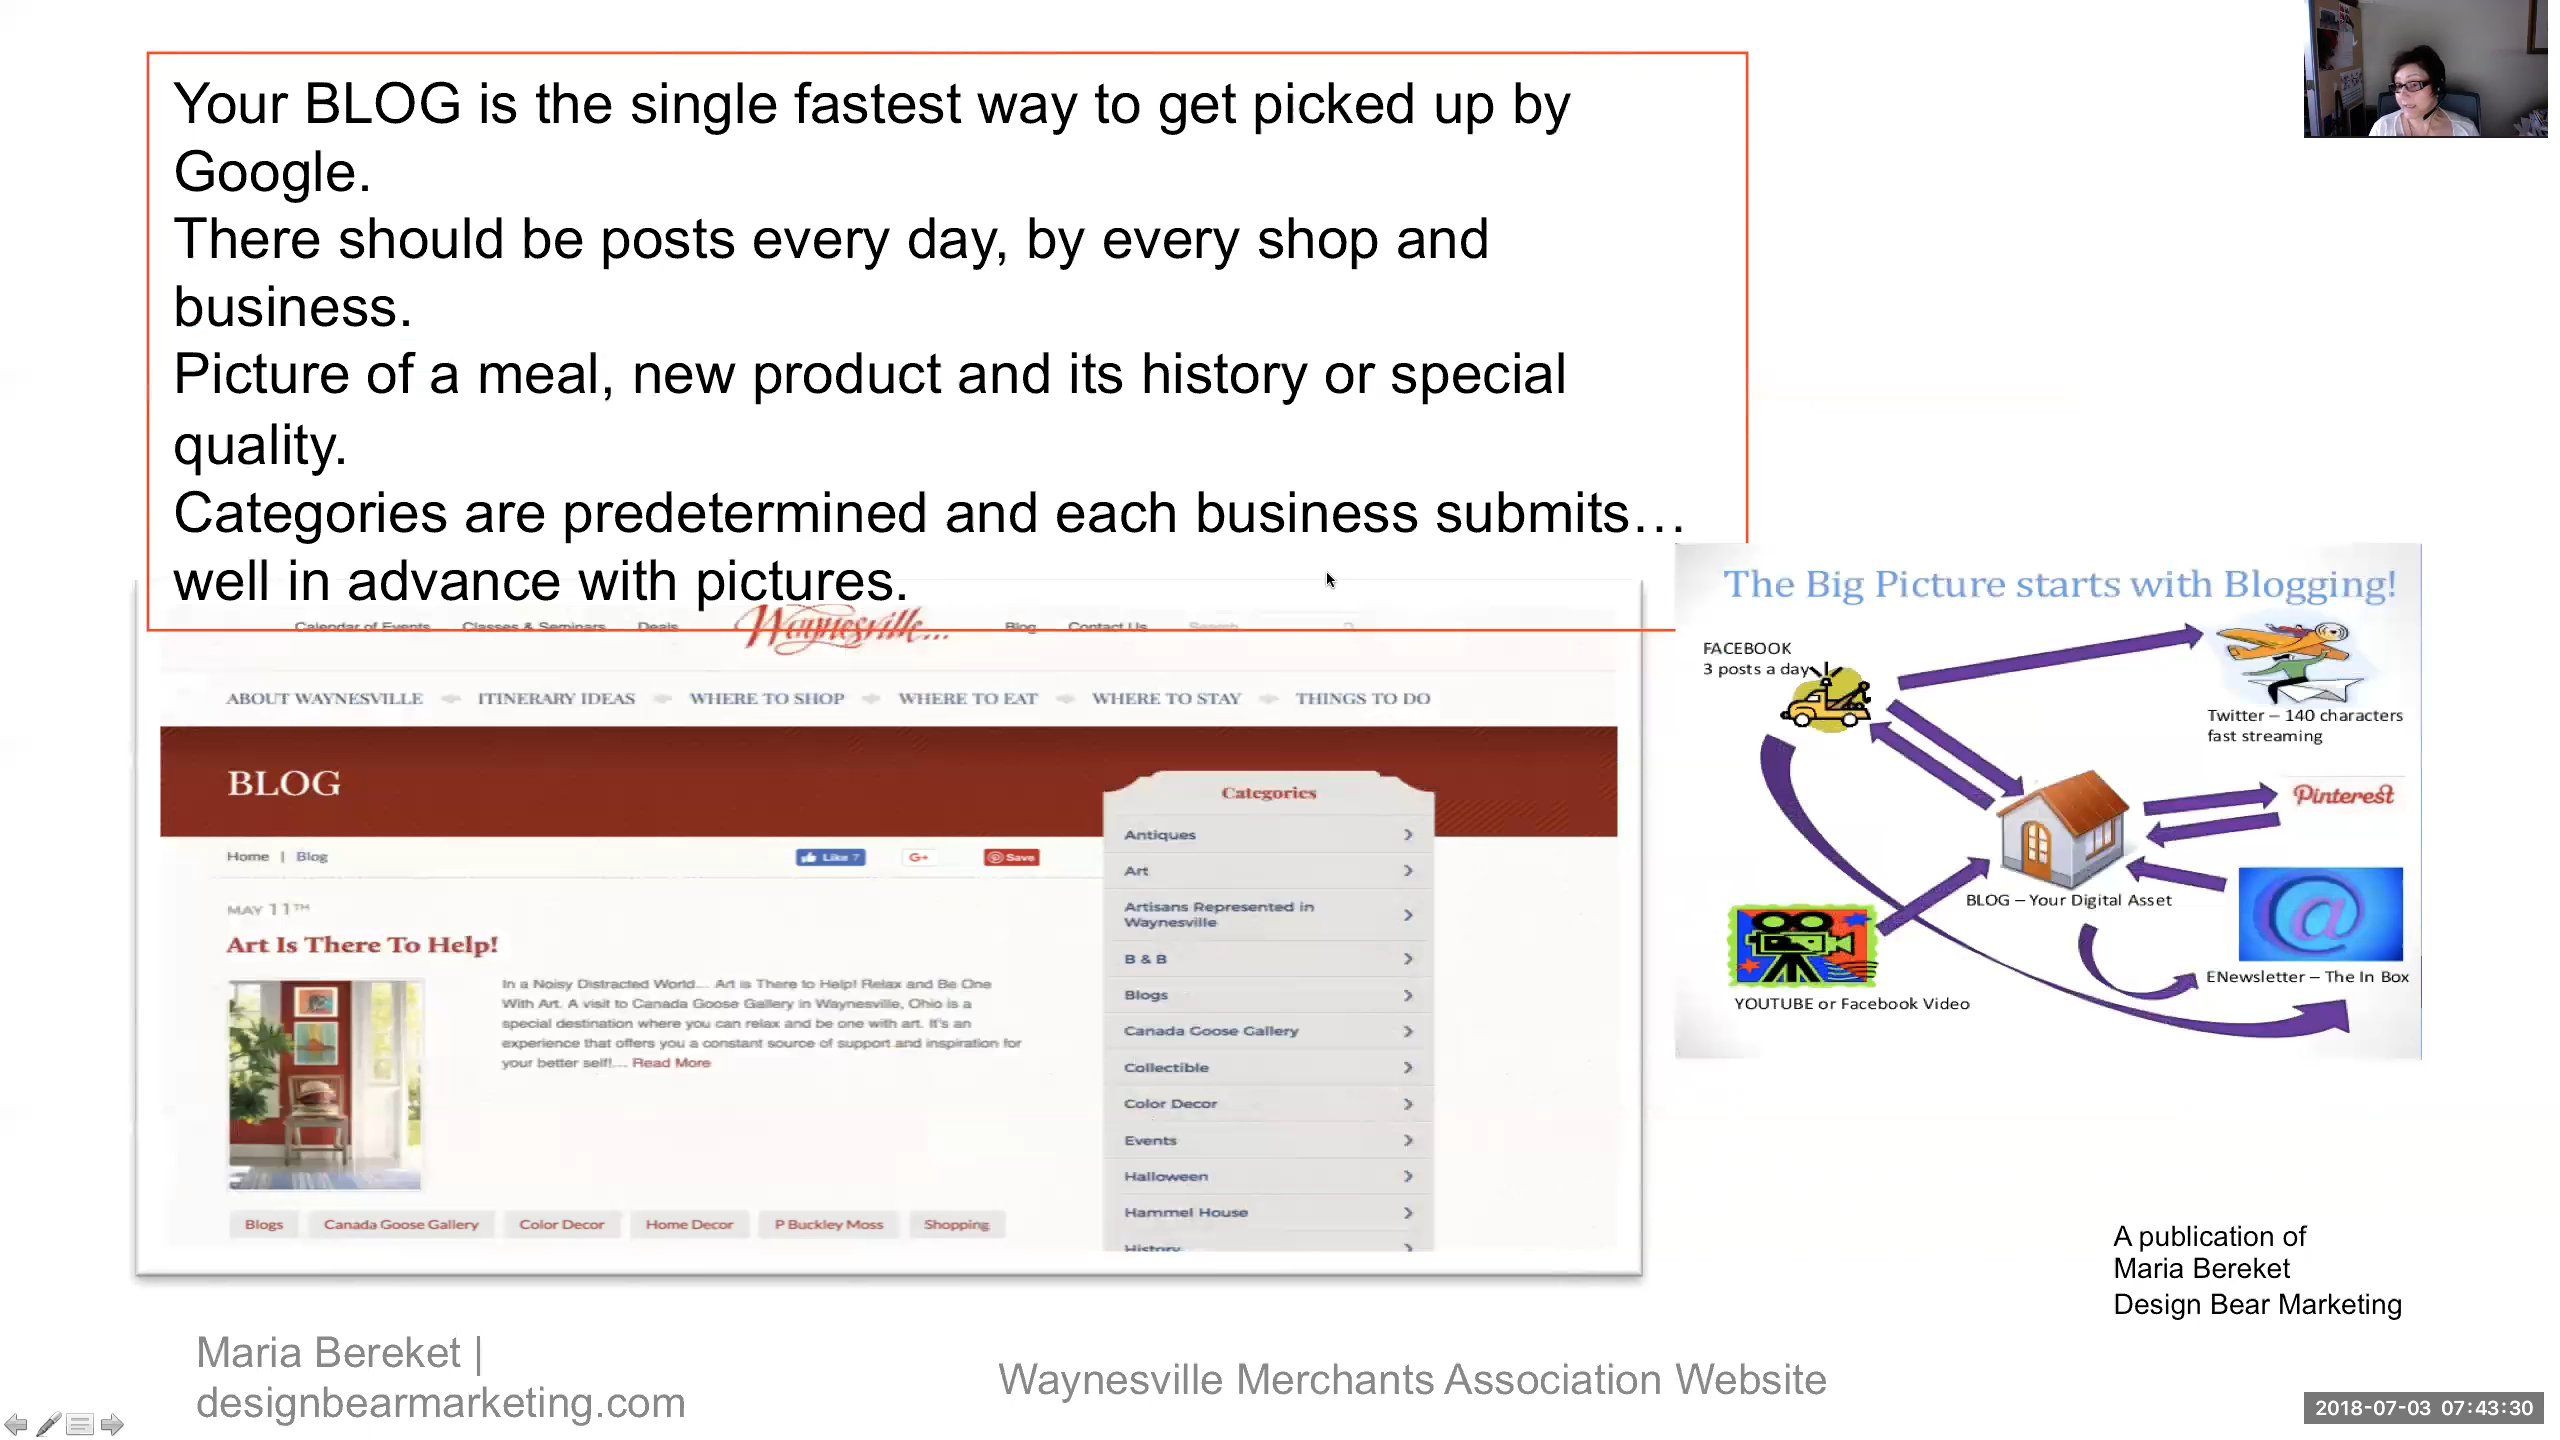 Your BLOG is the single fastest way to get picked up by
Google.
There should be posts every day, by every shop and
business.
Picture of a meal, new product and its history or special
quality.
Categories are predetermined and each business submits…
well in advance with pictures.
Calendar of Events Classes & Seminars Deals Waynesville... Blog Contact Us Search
ABOUT WAYNESVILLE ITINERARY IDEAS WHERE TO SHOP WHERE TO EAT WHERE TO STAY THINGS TO DO
BLOG
Home | Blog
Like 7
G+
Save
MAY 11TH
Art Is There To Help!
In a Noisy Distracted World... Art is There to Help! Relax and Be One
With Art. A visit to Canada Goose Gallery in Waynesville, Ohio is a
special destination where you can relax and be one with art. It's an
experience that offers you a constant source of support and inspiration for
your better self!... Read More
Blogs Canada Goose Gallery Color Decor Home Decor P Buckley Moss Shopping
Categories
Antiques
Art
Artisans Represented in
Waynesville
B & B
Blogs
Canada Goose Gallery
Collectible
Color Decor
Events
Halloween
Hammel House
History
The Big Picture starts with Blogging!
FACEBOOK
3 posts a day
Twitter – 140 characters
fast streaming
Pinterest
BLOG – Your Digital Asset
@
ENewsletter – The In Box
YOUTUBE or Facebook Video
A publication of
Maria Bereket
Design Bear Marketing
Maria Bereket |
designbearmarketing.com
Waynesville Merchants Association Website
2018-07-03 07:43:30